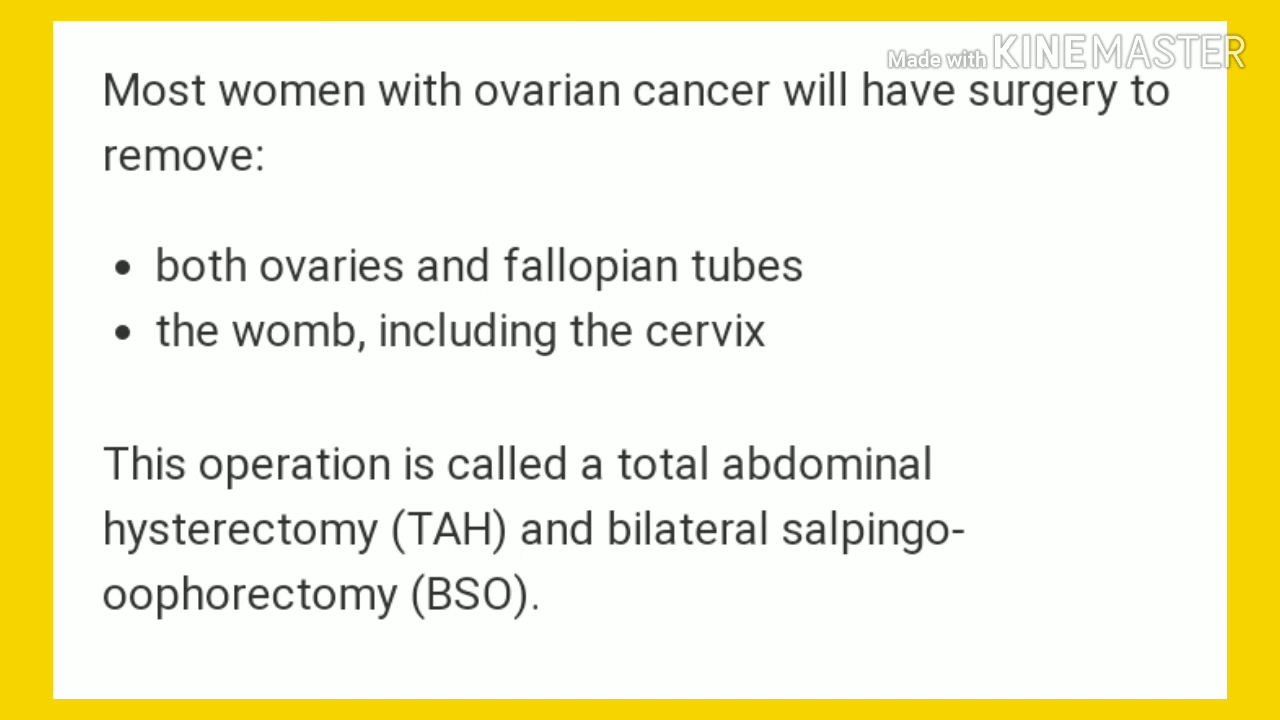 Made with KINEMASTER
Most women with ovarian cancer will have surgery to
remove:
• both ovaries and fallopian tubes
• the womb, including the cervix
This operation is called a total abdominal
hysterectomy (TAH) and bilateral salpingo-
oophorectomy (BSO).